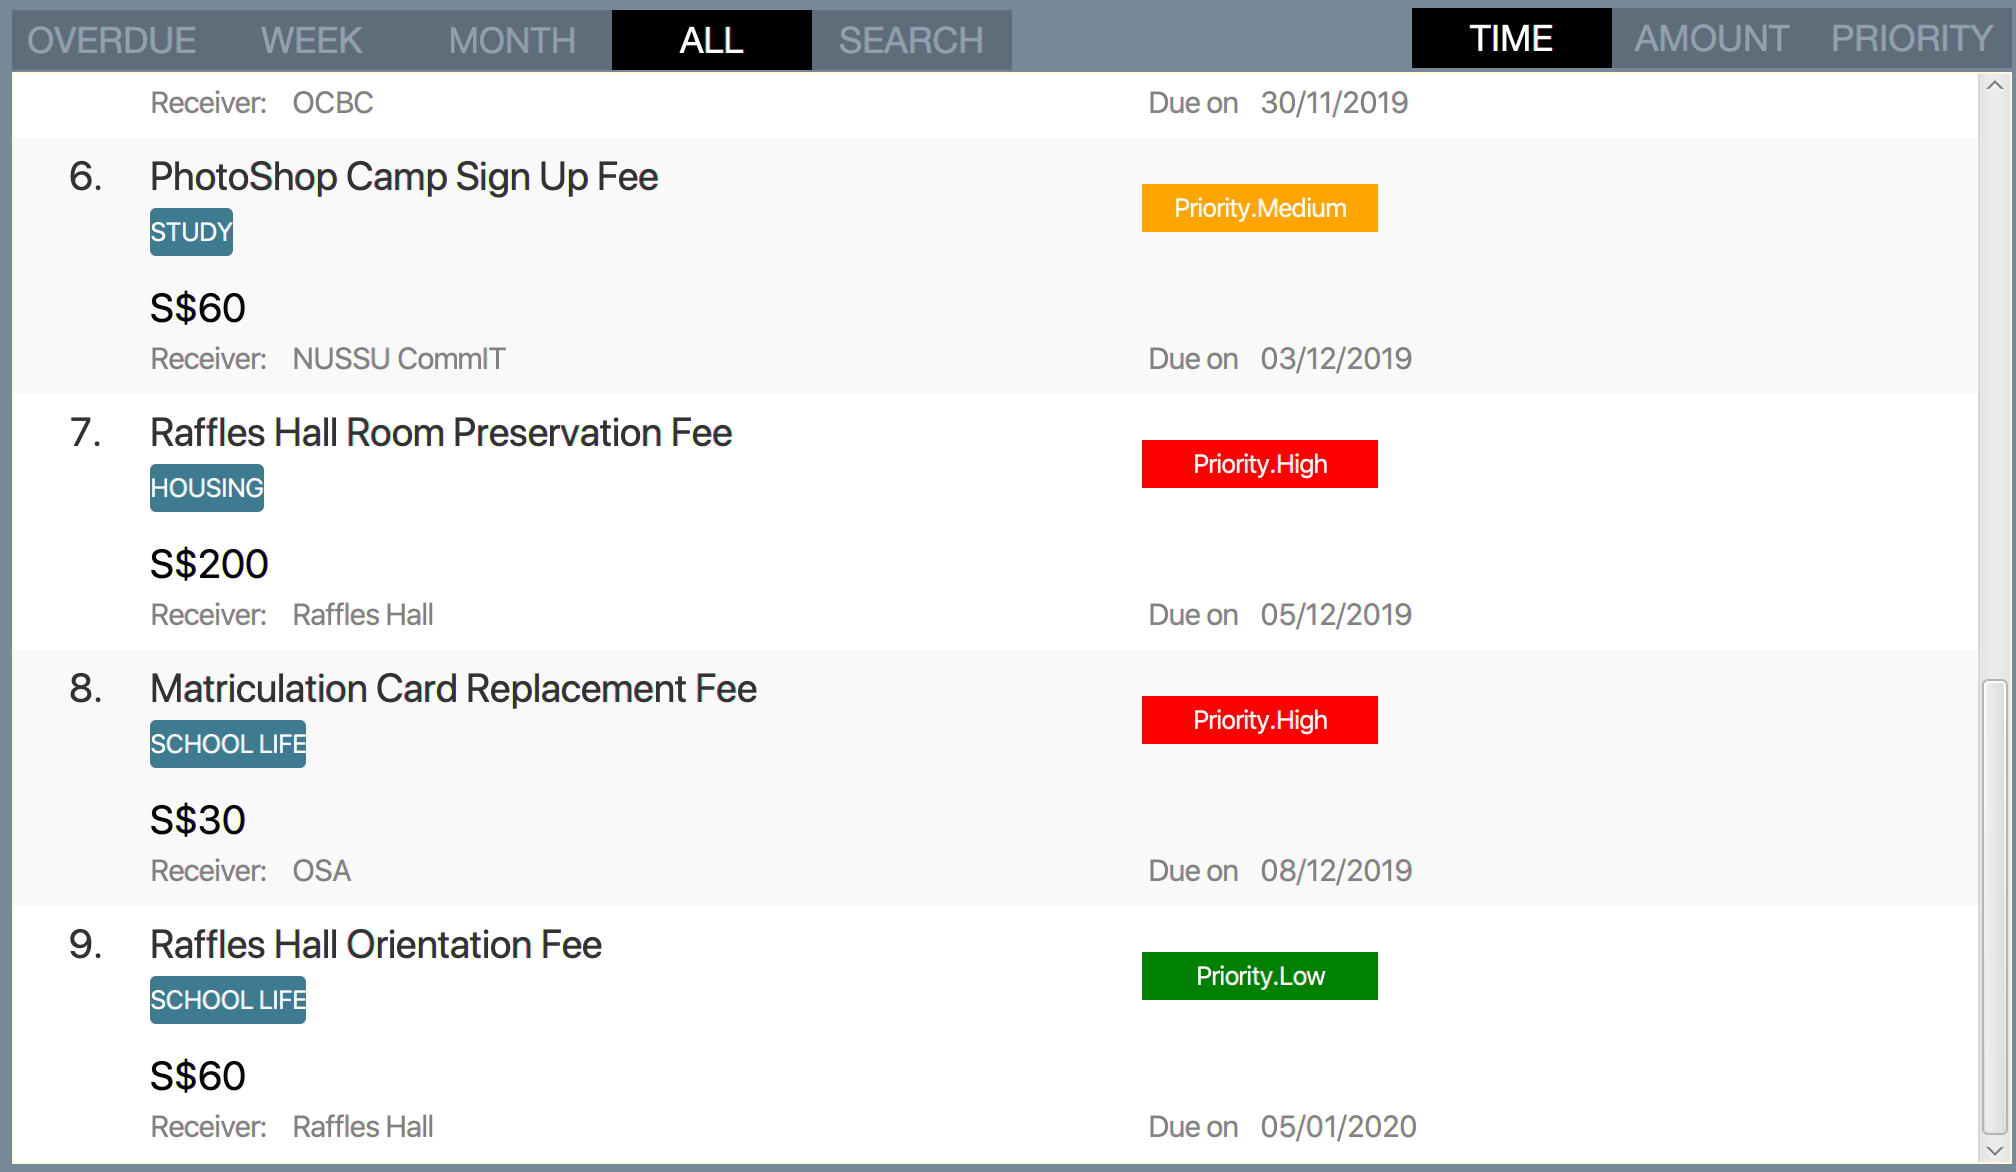 OVERDUE WEEK MONTH ALL SEARCH TIME AMOUNT PRIORITY
Receiver: OCBC Due on 30/11/2019
6. PhotoShop Camp Sign Up Fee
Priority.Medium
STUDY
S$60
Receiver: NUSSU CommIT Due on 03/12/2019
7. Raffles Hall Room Preservation Fee
Priority.High
HOUSING
S$200
Receiver: Raffles Hall Due on 05/12/2019
8. Matriculation Card Replacement Fee
Priority.High
SCHOOL LIFE
S$30
Receiver: OSA Due on 08/12/2019
9. Raffles Hall Orientation Fee
Priority.Low
SCHOOL LIFE
S$60
Receiver: Raffles Hall Due on 05/01/2020